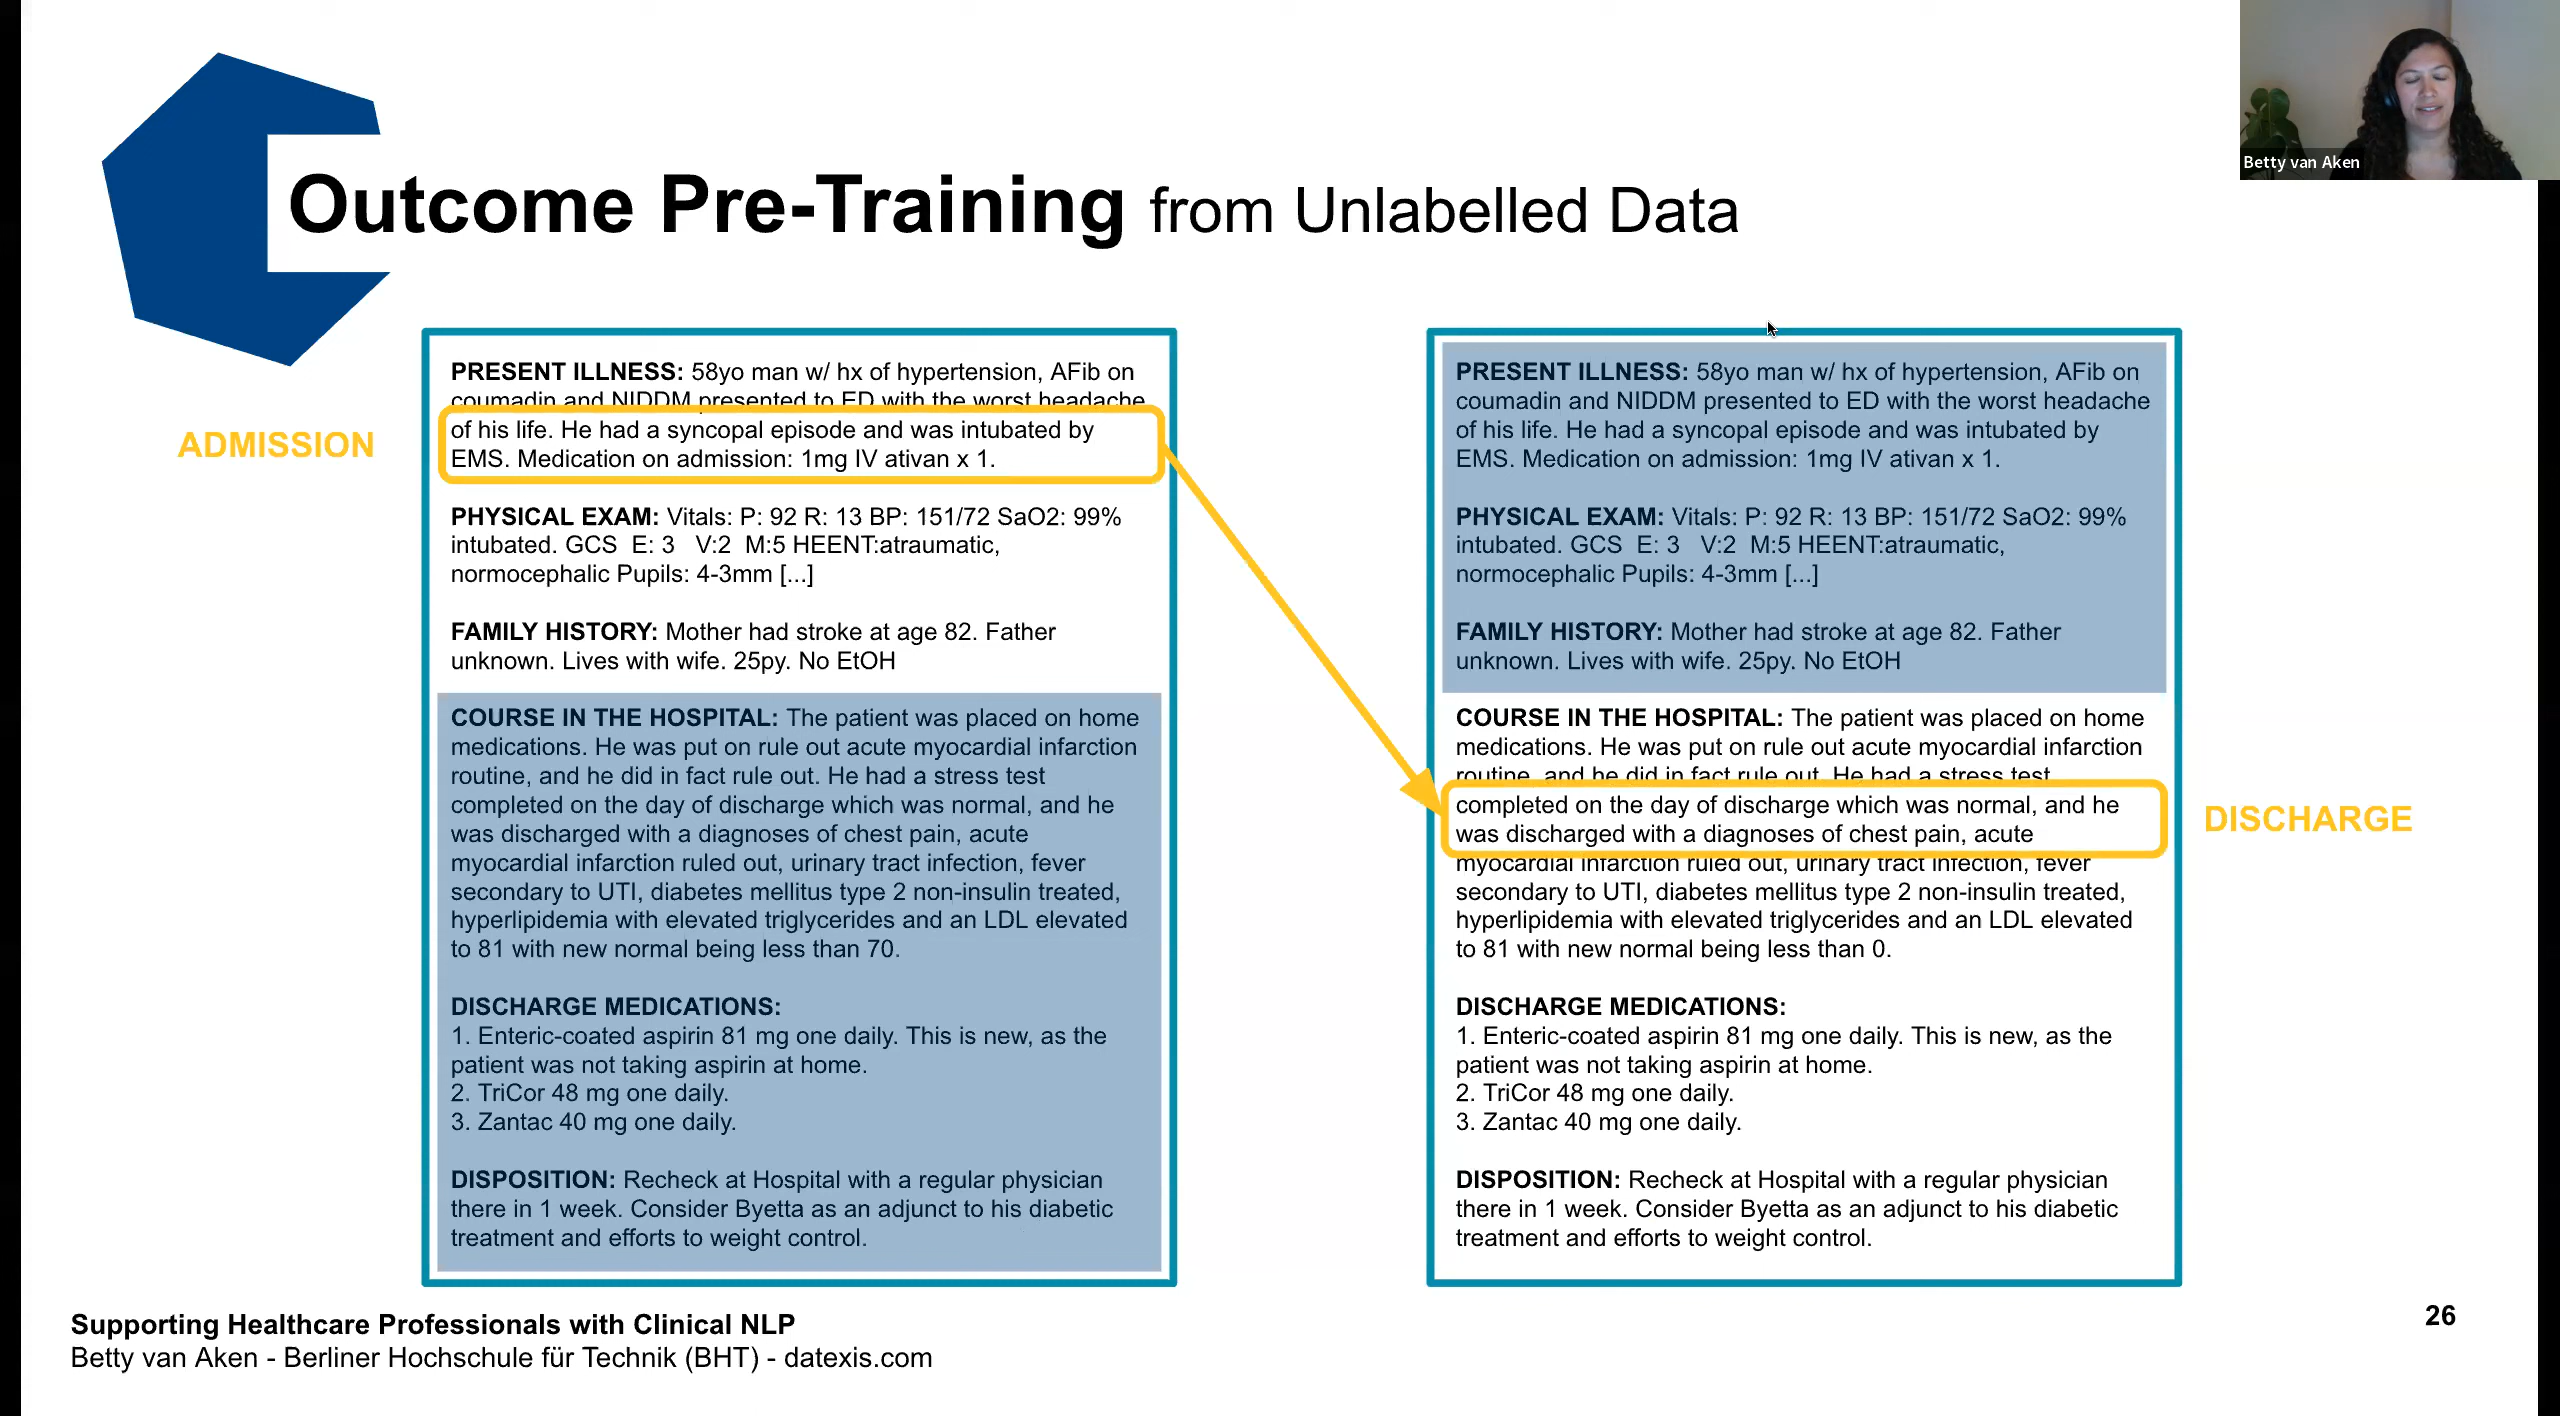 Betty van Aken
Outcome Pre-Training from Unlabelled Data
ADMISSION
PRESENT ILLNESS: 58yo man w/ hx of hypertension, AFib on
coumadin and NIDDM presented to ED with the worst headache
of his life. He had a syncopal episode and was intubated by
EMS. Medication on admission: 1mg IV ativan x 1.
PHYSICAL EXAM: Vitals: P: 92 R: 13 BP: 151/72 SaO2: 99%
intubated. GCS E: 3 V:2 M:5 HEENT:atraumatic,
normocephalic Pupils: 4-3mm [...]
FAMILY HISTORY: Mother had stroke at age 82. Father
unknown. Lives with wife. 25py. No EtOH
COURSE IN THE HOSPITAL: The patient was placed on home
medications. He was put on rule out acute myocardial infarction
routine, and he did in fact rule out. He had a stress test
completed on the day of discharge which was normal, and he
was discharged with a diagnoses of chest pain, acute
myocardial infarction ruled out, urinary tract infection, fever
secondary to UTI, diabetes mellitus type 2 non-insulin treated,
hyperlipidemia with elevated triglycerides and an LDL elevated
to 81 with new normal being less than 70.
DISCHARGE MEDICATIONS:
1. Enteric-coated aspirin 81 mg one daily. This is new, as the
patient was not taking aspirin at home.
2. TriCor 48 mg one daily.
3. Zantac 40 mg one daily.
DISPOSITION: Recheck at Hospital with a regular physician
there in 1 week. Consider Byetta as an adjunct to his diabetic
treatment and efforts to weight control.
PRESENT ILLNESS: 58yo man w/ hx of hypertension, AFib on
coumadin and NIDDM presented to ED with the worst headache
of his life. He had a syncopal episode and was intubated by
EMS. Medication on admission: 1mg IV ativan x 1.
PHYSICAL EXAM: Vitals: P: 92 R: 13 BP: 151/72 SaO2: 99%
intubated. GCS E: 3 V:2 M:5 HEENT:atraumatic,
normocephalic Pupils: 4-3mm [...]
FAMILY HISTORY: Mother had stroke at age 82. Father
unknown. Lives with wife. 25py. No EtOH
COURSE IN THE HOSPITAL: The patient was placed on home
medications. He was put on rule out acute myocardial infarction
routine, and he did in fact rule out. He had a stress test
completed on the day of discharge which was normal, and he
was discharged with a diagnoses of chest pain, acute
myocardial infarction ruled out, urinary tract infection, fever
secondary to UTI, diabetes mellitus type 2 non-insulin treated,
hyperlipidemia with elevated triglycerides and an LDL elevated
to 81 with new normal being less than 0.
DISCHARGE MEDICATIONS:
1. Enteric-coated aspirin 81 mg one daily. This is new, as the
patient was not taking aspirin at home.
2. TriCor 48 mg one daily.
3. Zantac 40 mg one daily.
DISPOSITION: Recheck at Hospital with a regular physician
there in 1 week. Consider Byetta as an adjunct to his diabetic
treatment and efforts to weight control.
DISCHARGE
Supporting Healthcare Professionals with Clinical NLP
Betty van Aken - Berliner Hochschule für Technik (BHT) - datexis.com
26